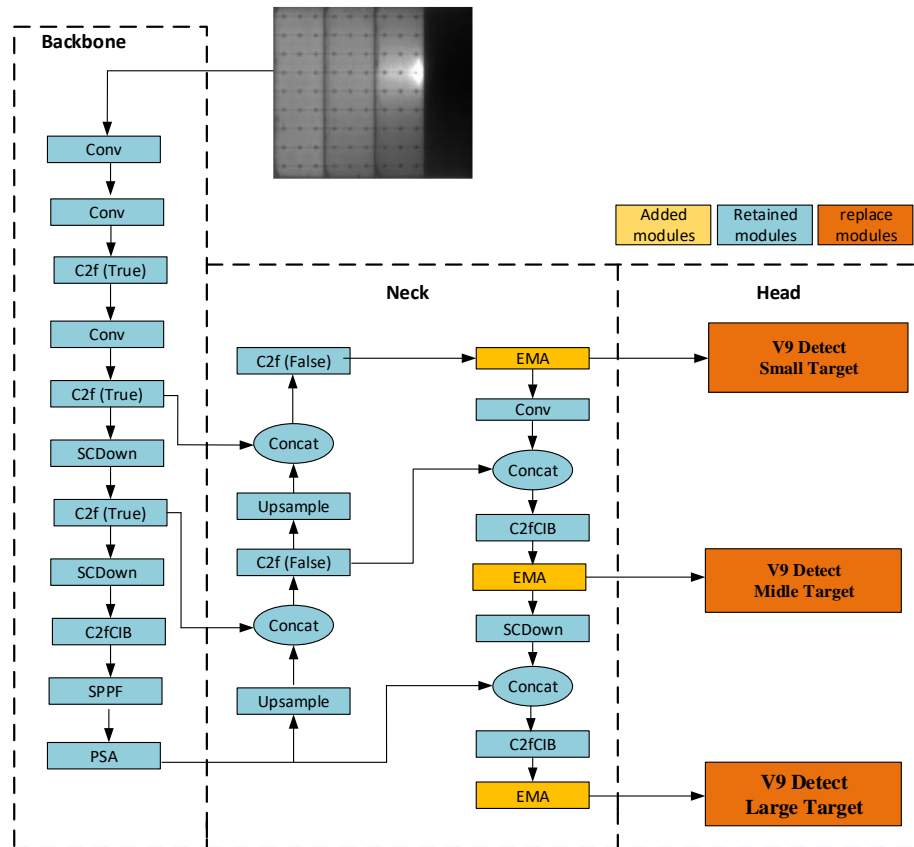 Backbone
Conv
Conv
C2f (True)
Conv
C2f (True)
SCDown
C2f (True)
SCDown
C2fCIB
SPPF
PSA
Added
modules
Retained
modules
replace
modules
Neck
C2f (False)
Concat
Upsample
C2f (False)
Concat
Upsample
EMA
Conv
Concat
C2fCIB
EMA
SCDown
Concat
C2fCIB
EMA
Head
V9 Detect
Small Target
V9 Detect
Midle Target
V9 Detect
Large Target